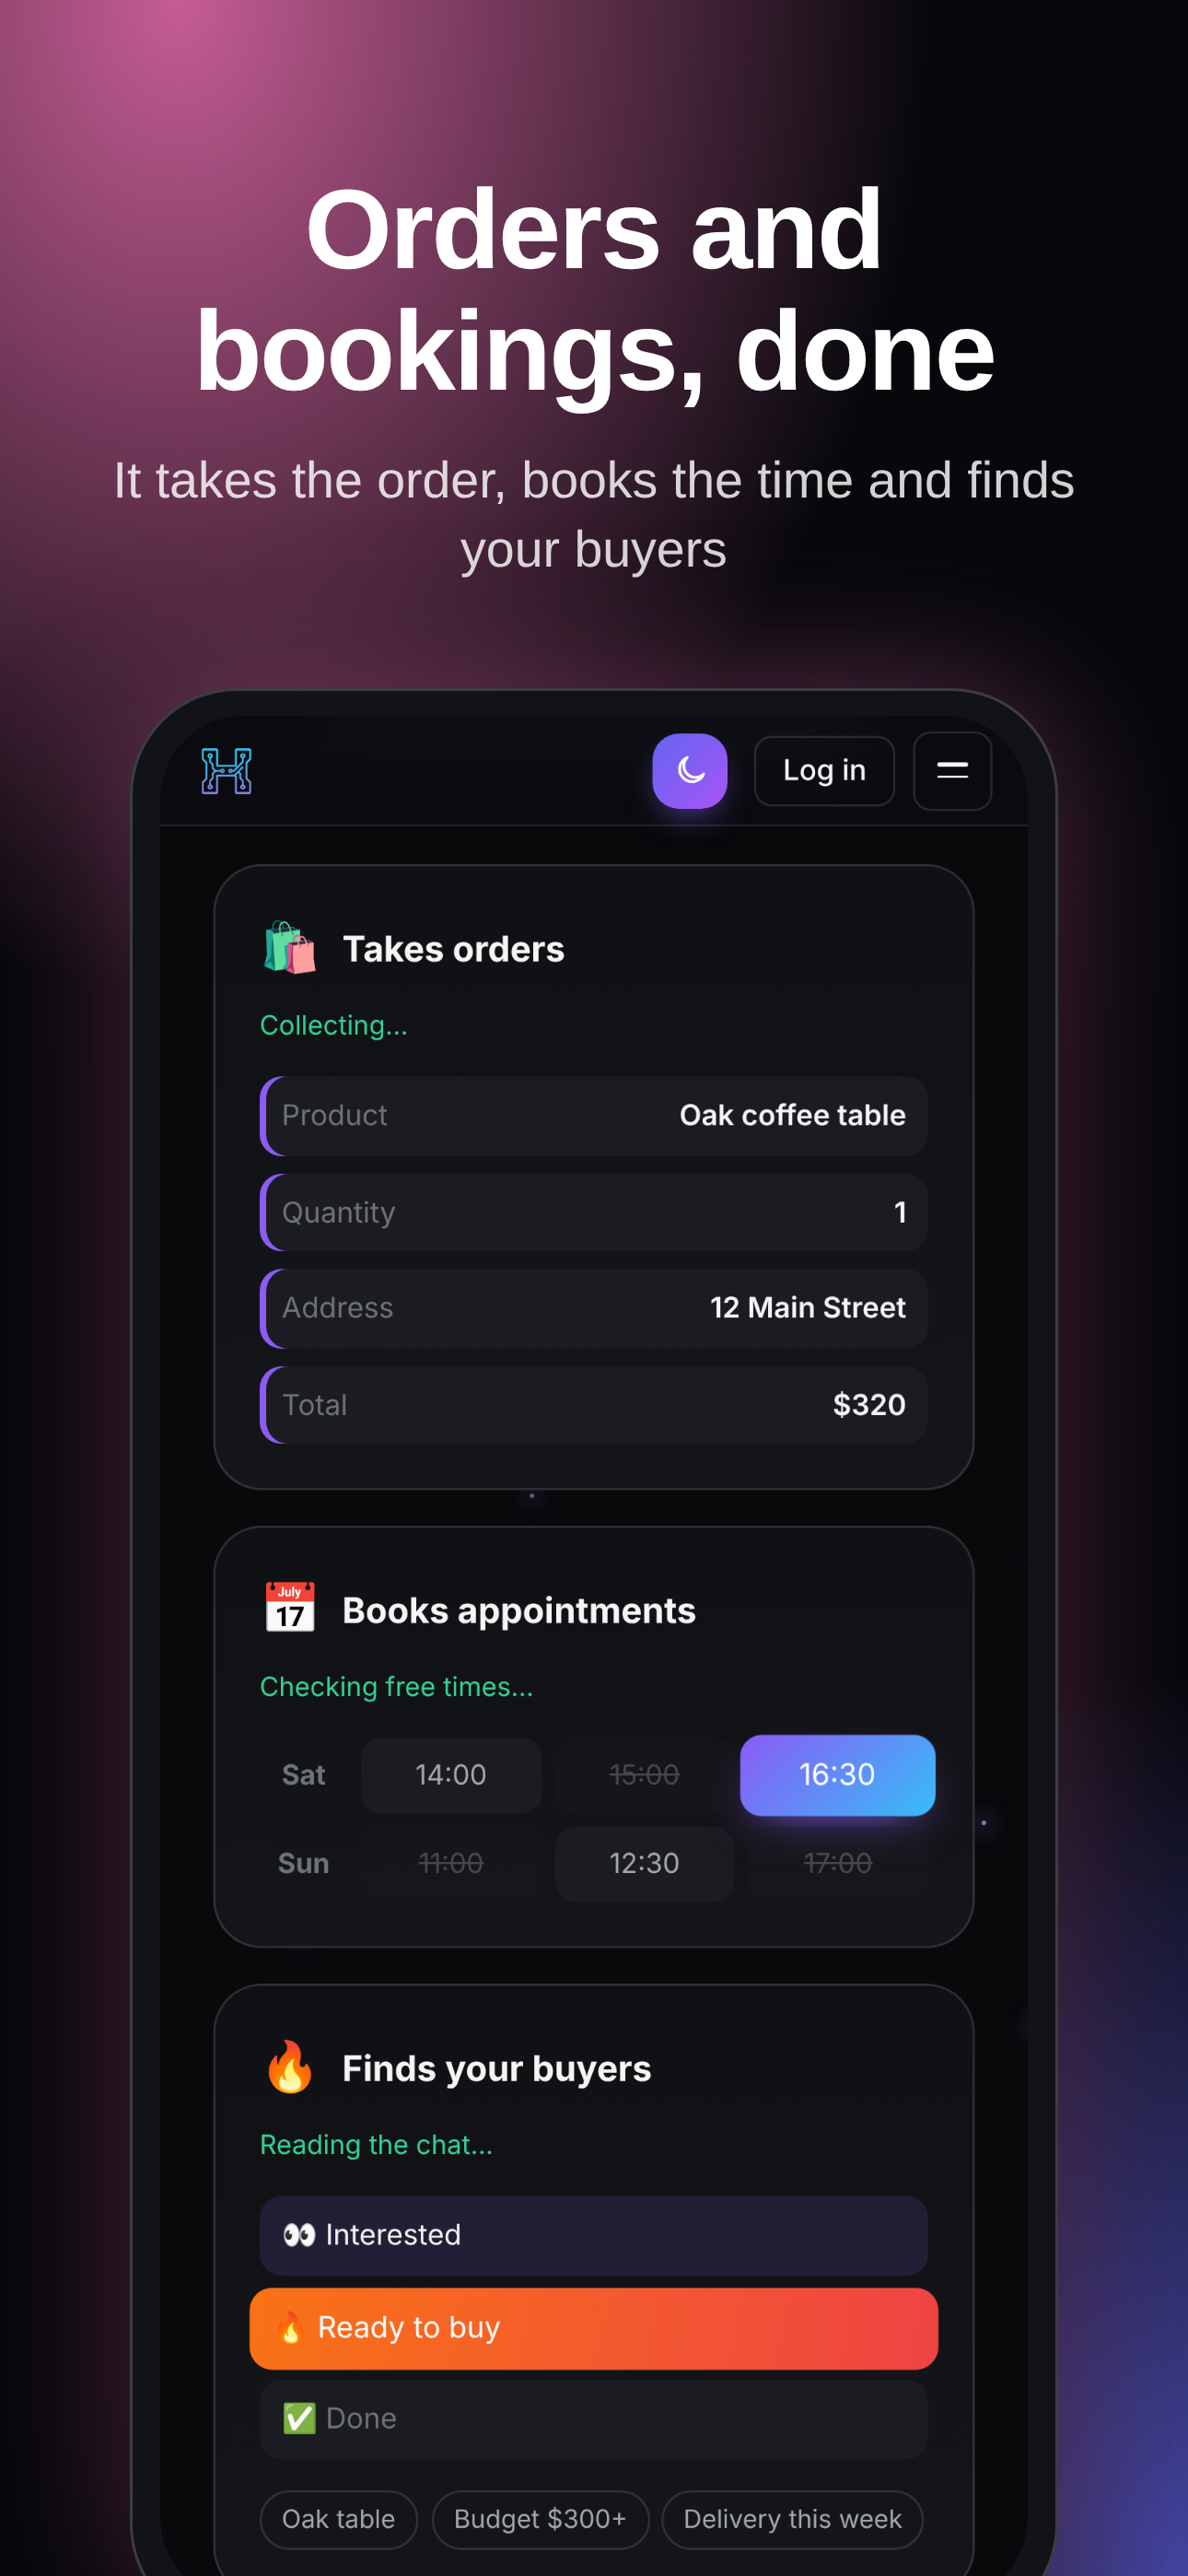 Orders and
bookings, done
It takes the order, books the time and finds
your buyers
Log in
Takes orders
Collecting...
Product Oak coffee table
Quantity 1
Address 12 Main Street
Total $320
July
17
Books appointments
Checking free times...
Sat 14:00 15:00 16:30
Sun 11:00 12:30 17:00
Finds your buyers
Reading the chat...
👀 Interested
🔥 Ready to buy
✅ Done
Oak table Budget $300+ Delivery this week